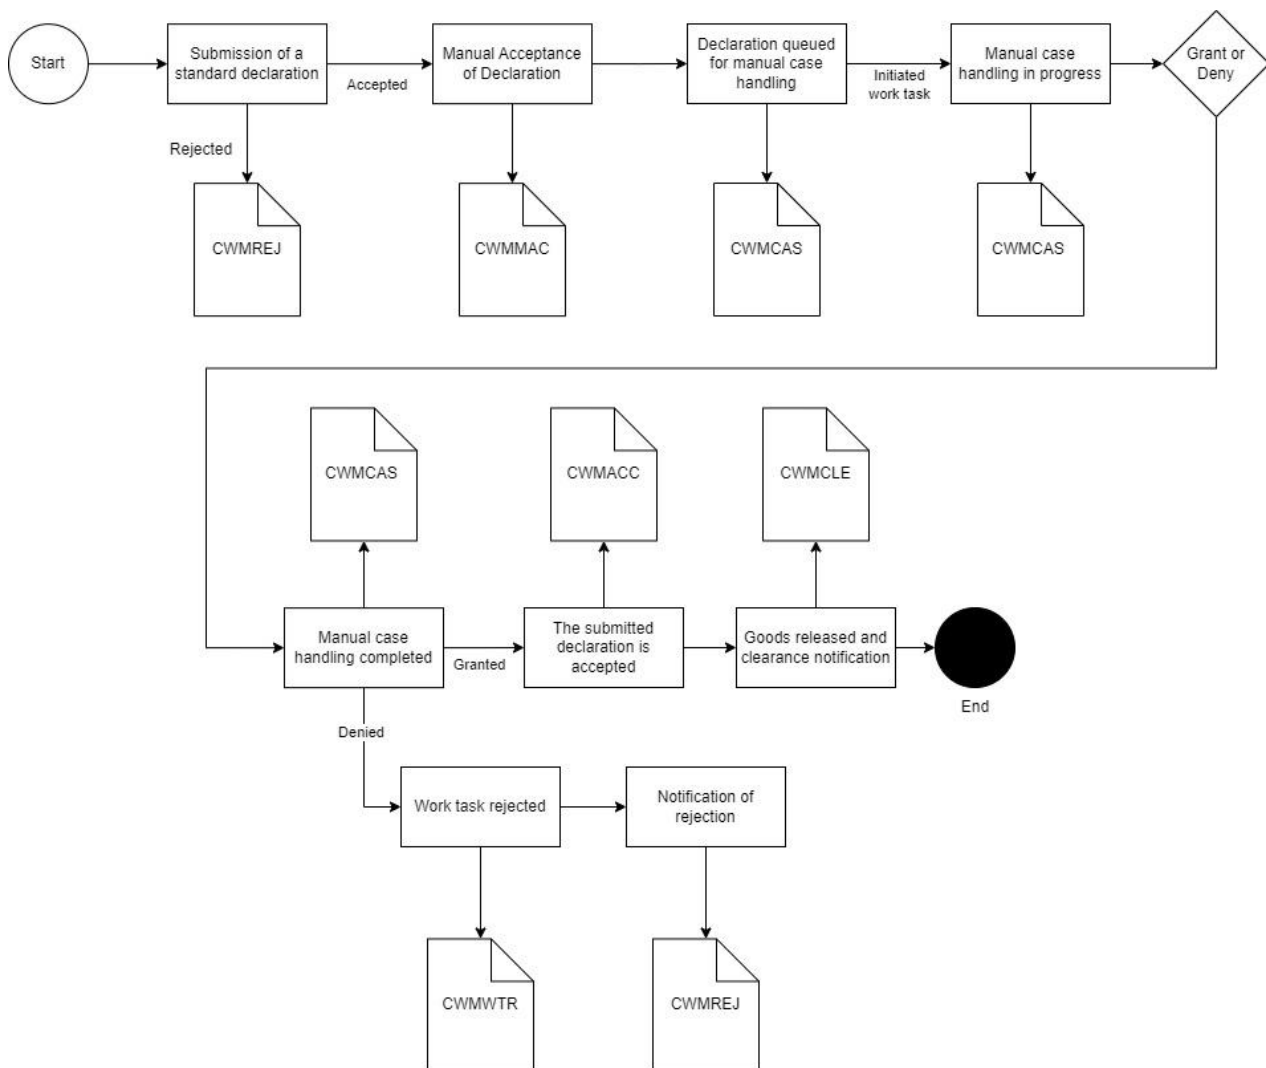 Start
Submission of a
standard declaration
Accepted
Manual Acceptance
of Declaration
Declaration queued
for manual case
handling
Initiated
work task
Manual case
handling in progress
Grant or
Deny
Rejected
CWMREJ
CWMMAC
CWMCAS
CWMCAS
CWMCAS
CWMACC
CWMCLE
Manual case
handling completed
Granted
The submitted
declaration is
accepted
Goods released and
clearance notification
End
Denied
Work task rejected
Notification of
rejection
CWMWTR
CWMREJ